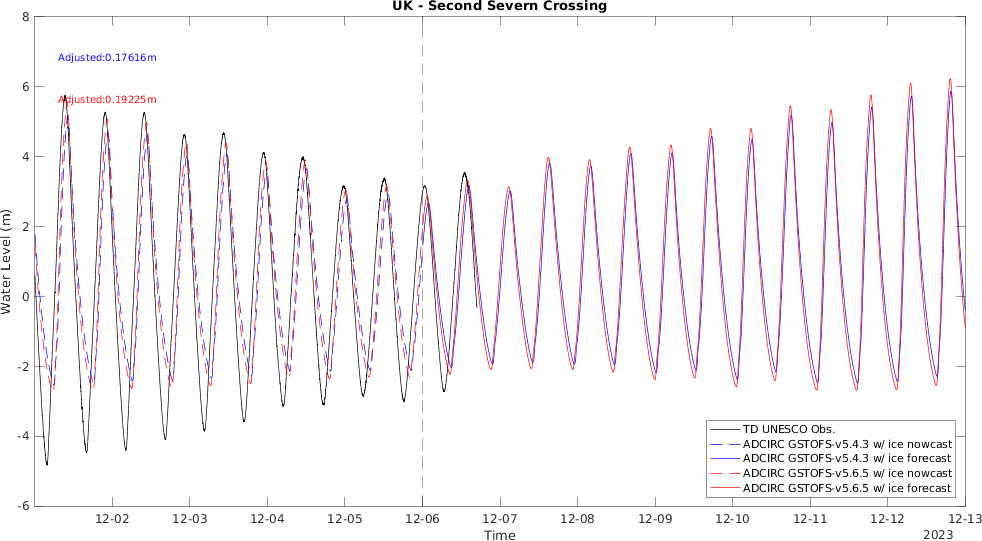 UK - Second Severn Crossing
8
6
4
2
0
-2
-4
-6
Water Level (m)
Adjusted:0.17616m
Adjusted:0.19225m
TD UNESCO Obs.
ADCIRC GSTOFS-v5.4.3 w/ ice nowcast
ADCIRC GSTOFS-v5.4.3 w/ ice forecast
ADCIRC GSTOFS-v5.6.5 w/ ice nowcast
ADCIRC GSTOFS-v5.6.5 w/ ice forecast
12-02 12-03 12-04 12-05 12-06 12-07 12-08 12-09 12-10 12-11 12-12 12-13
Time
2023